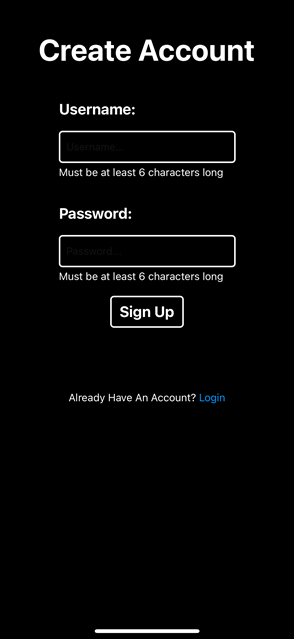 Create Account
Username:
Username...
Must be at least 6 characters long
Password:
Password...
Must be at least 6 characters long
Sign Up
Already Have An Account? Login